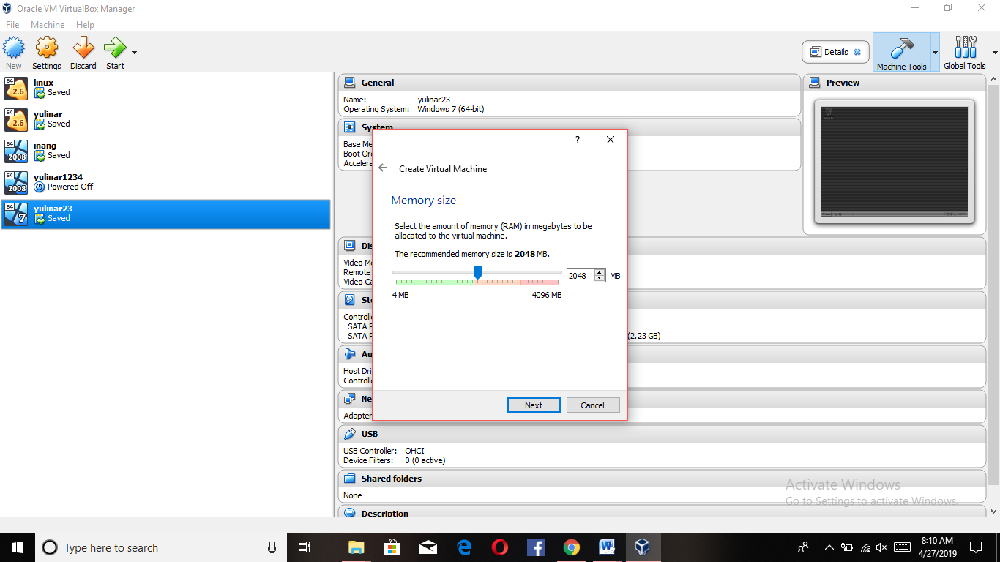 Oracle VM VirtualBox Manager
File Machine Help
New Settings Discard Start
Details
Machine Tools
Global Tools
64 2.6 linux
Saved
64 2.6 yulinar
Saved
64 2008 inang
Saved
64 2008 yulinar1234
Powered Off
64 7 yulinar23
Saved
General
Name: yulinar23
Operating System: Windows 7 (64-bit)
Preview
System
Base Me
Boot Or
Accelera
?
Create Virtual Machine
Memory size
Select the amount of memory (RAM) in megabytes to be
allocated to the virtual machine.
The recommended memory size is 2048 MB.
2048 MB
4 MB 4096 MB
Next Cancel
Dis
Video Me
Remote
Video Ca
Sto
Controll
SATA P
SATA P (2.23 GB)
Au
Host Dri
Controll
Ne
Adapter
USB
USB Controller: OHCI
Device Filters: 0 (0 active)
Shared folders
None
Description
Activate Windows
Go to Settings to activate Windows.
Type here to search
8:10 AM
4/27/2019